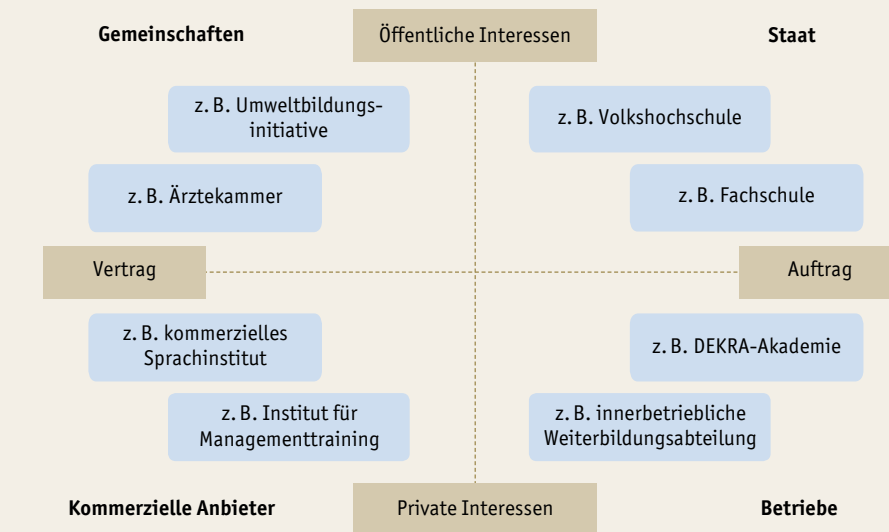 Gemeinschaften
Öffentliche Interessen
Staat
z. B. Umweltbildungs-
initiative
z. B. Volkshochschule
z. B. Ärztekammer
z. B. Fachschule
Vertrag
Auftrag
z. B. kommerzielles
Sprachinstitut
z. B. DEKRA-Akademie
z. B. Institut für
Managementtraining
z. B. innerbetriebliche
Weiterbildungsabteilung
Kommerzielle Anbieter
Private Interessen
Betriebe